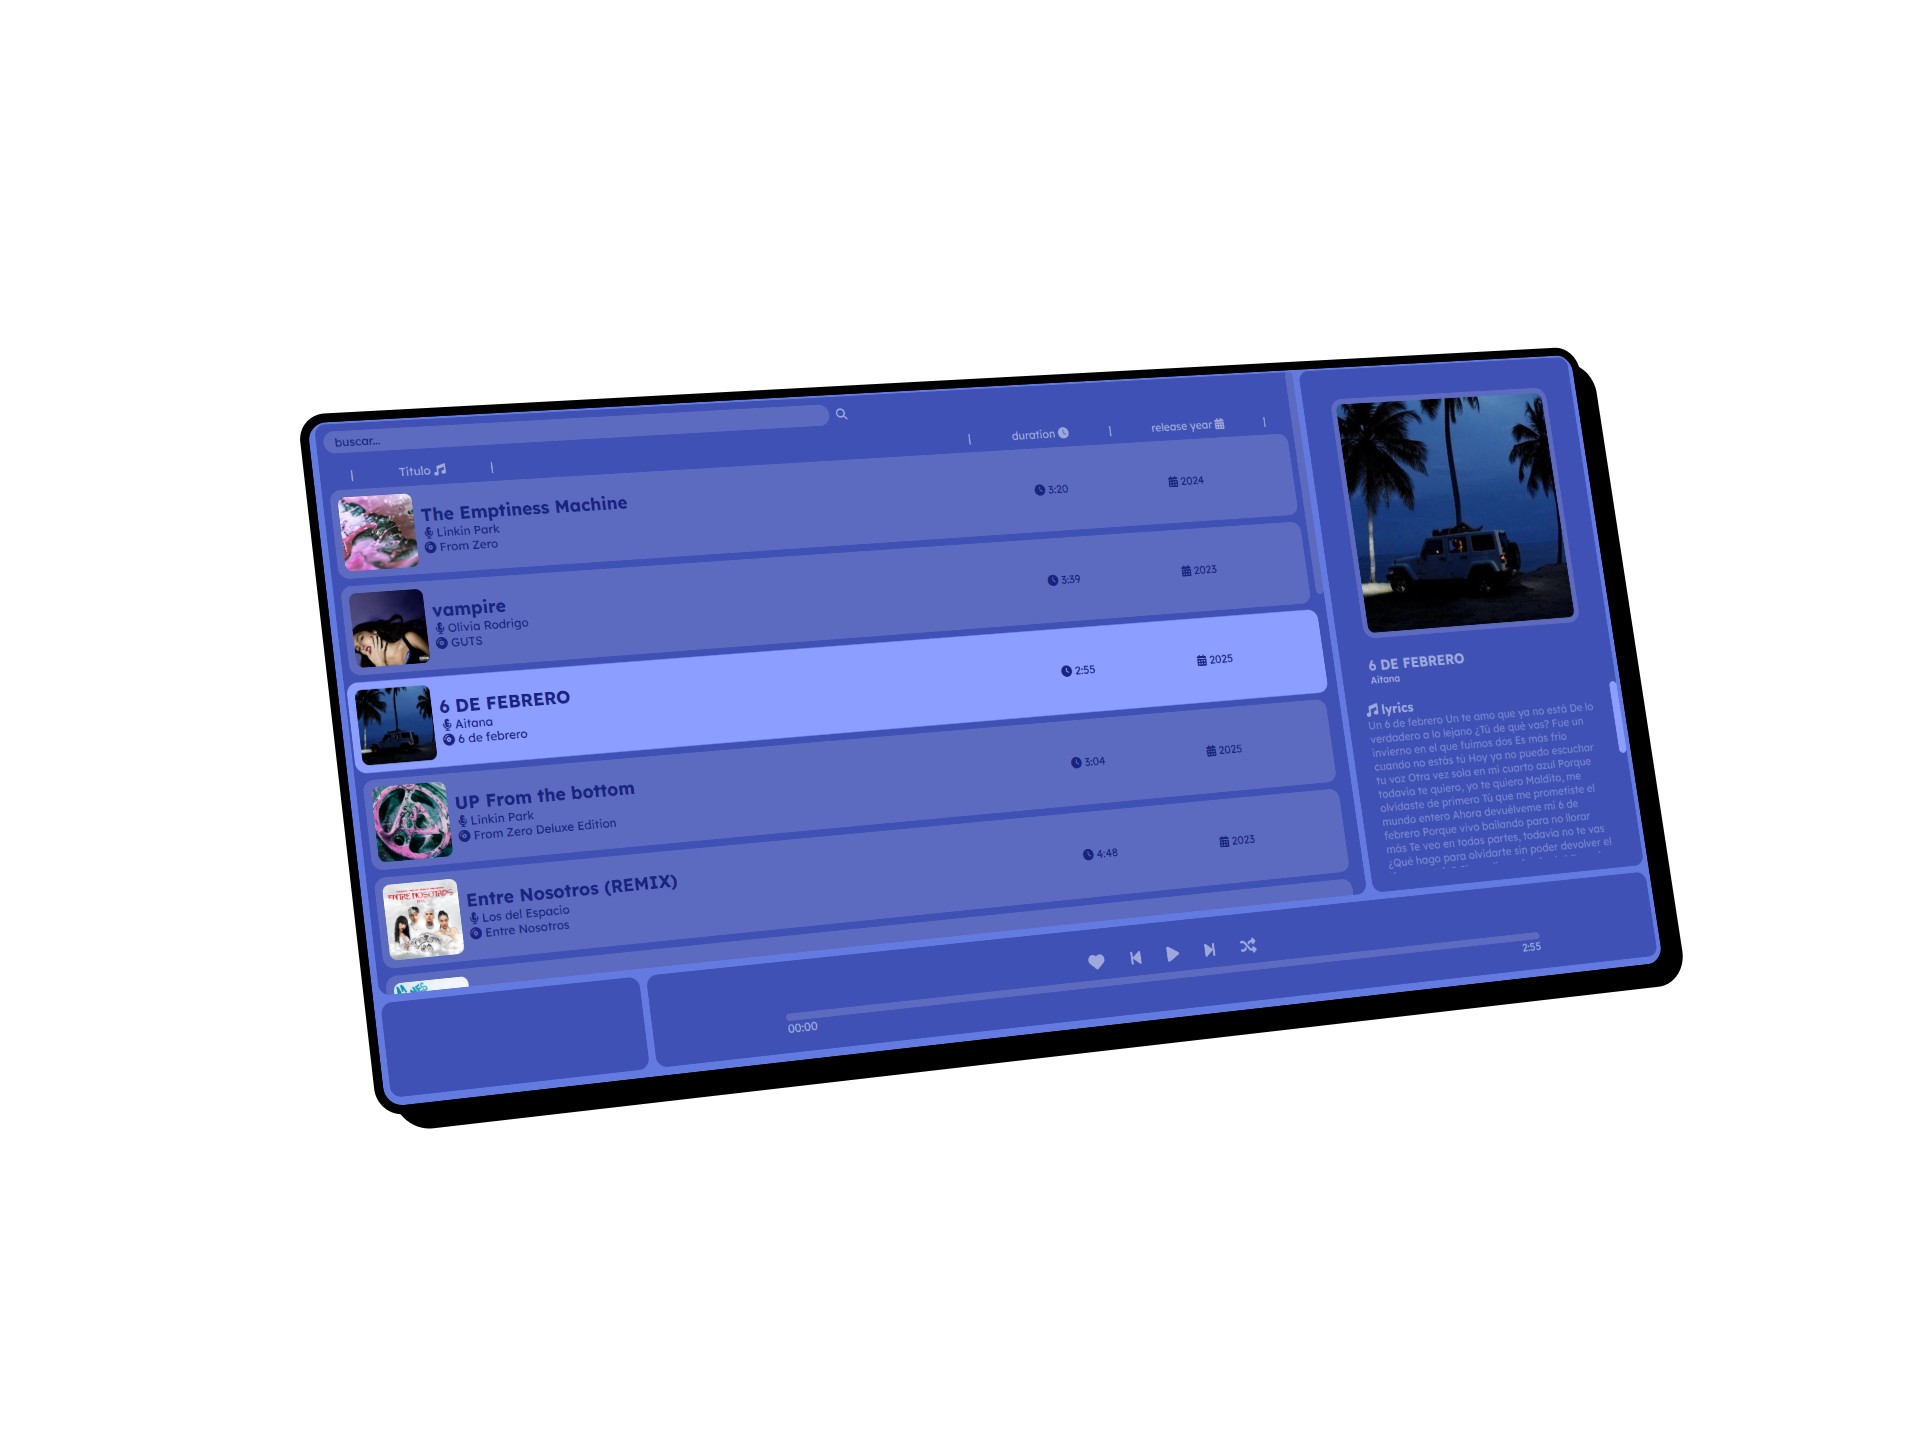 buscar...
| Titulo | | duration | release year |
The Emptiness Machine
Linkin Park
From Zero
3:20
2024
vampire
Olivia Rodrigo
GUTS
3:39
2023
6 DE FEBRERO
Aitana
6 de febrero
2:55
2025
UP From the bottom
Linkin Park
From Zero Deluxe Edition
3:04
2025
Entre Nosotros (REMIX)
Los del Espacio
Entre Nosotros
4:48
2023
ENTRE NOSOTROS
6 DE FEBRERO
Aitana
lyrics
Un 6 de febrero Un te amo que ya no está De lo
verdadero a lo lejano ¿Tú de qué vas? Fue un
invierno en el que fuimos dos Es más frío
cuando no estás tú Hoy ya no puedo escuchar
tu voz Otra vez sola en mi cuarto azul Porque
todavía te quiero, yo te quiero Maldito, me
olvidaste de primero Tú que me prometiste el
mundo entero Ahora devuélveme mi 6 de
febrero Porque vivo bailando para no llorar
más Te veo en todas partes, todavía no te vas
¿Qué hago para olvidarte sin poder devolver el
00:00
2:55